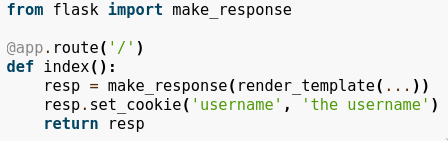 from flask import make_response

@app.route('/')
def index():
    resp = make_response(render_template(...))
    resp.set_cookie('username', 'the username')
    return resp